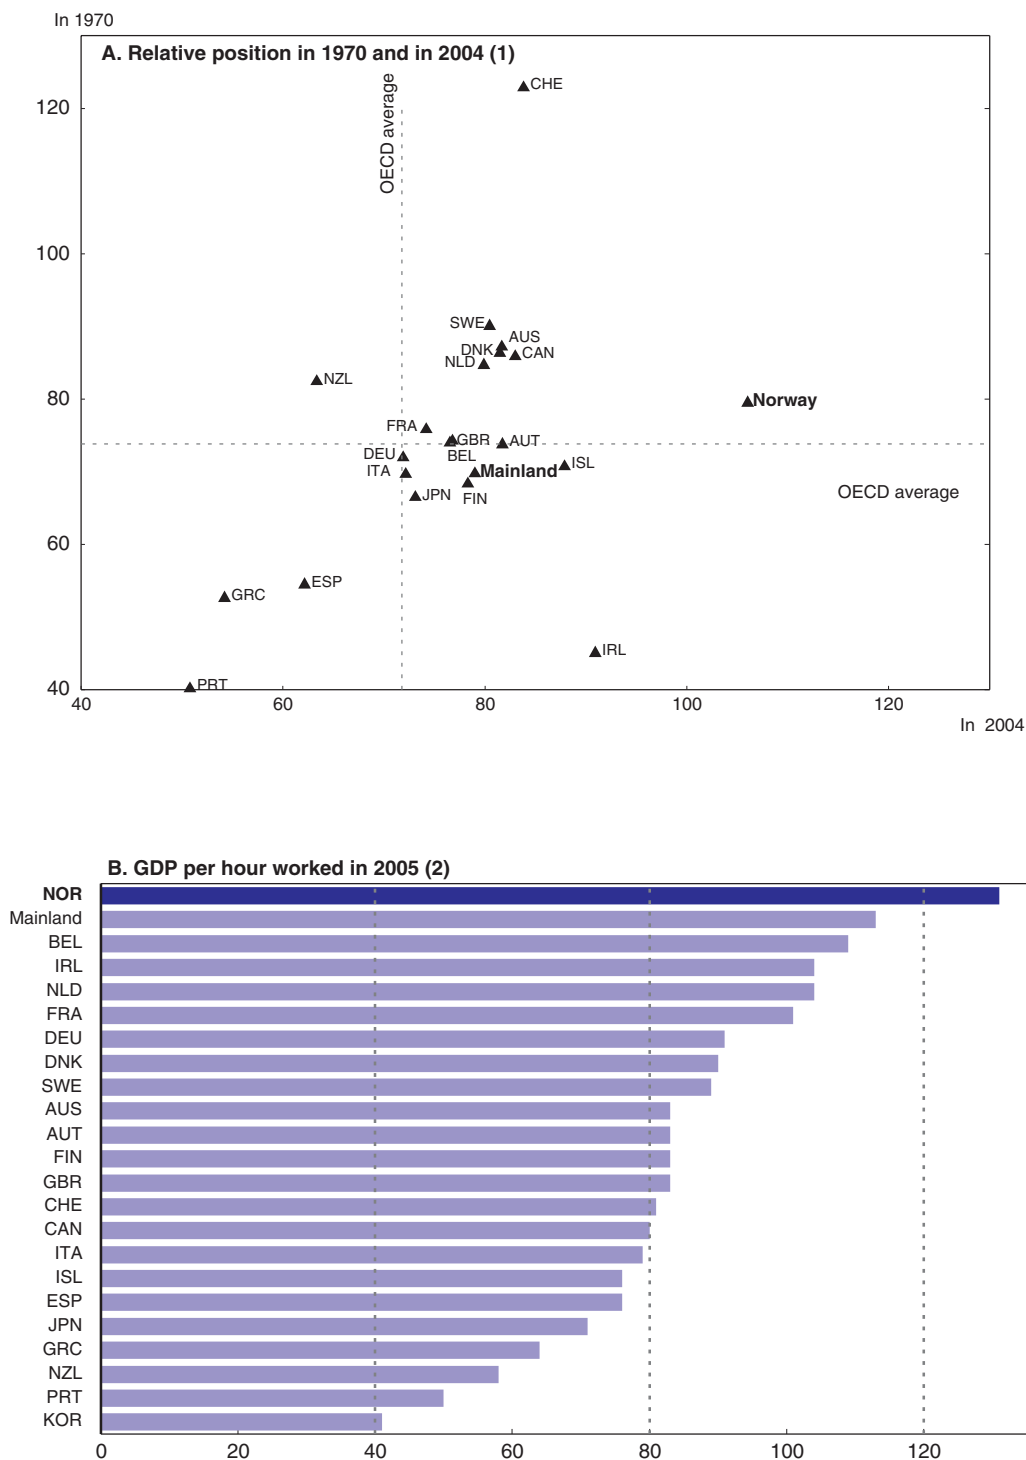 In 1970
A. Relative position in 1970 and in 2004 (1)
OECD average
CHE
120
100
SWE
AUS
DNK
CAN
NLD
NZL
80
Norway
FRA
GBR
AUT
DEU
BEL
ITA
Mainland
ISL
JPN
FIN
OECD average
60
ESP
GRC
IRL
PRT
40
40 60 80 100 120
In 2004
B. GDP per hour worked in 2005 (2)
NOR
Mainland
BEL
IRL
NLD
FRA
DEU
DNK
SWE
AUS
AUT
FIN
GBR
CHE
CAN
ITA
ISL
ESP
JPN
GRC
NZL
PRT
KOR
0 20 40 60 80 100 120